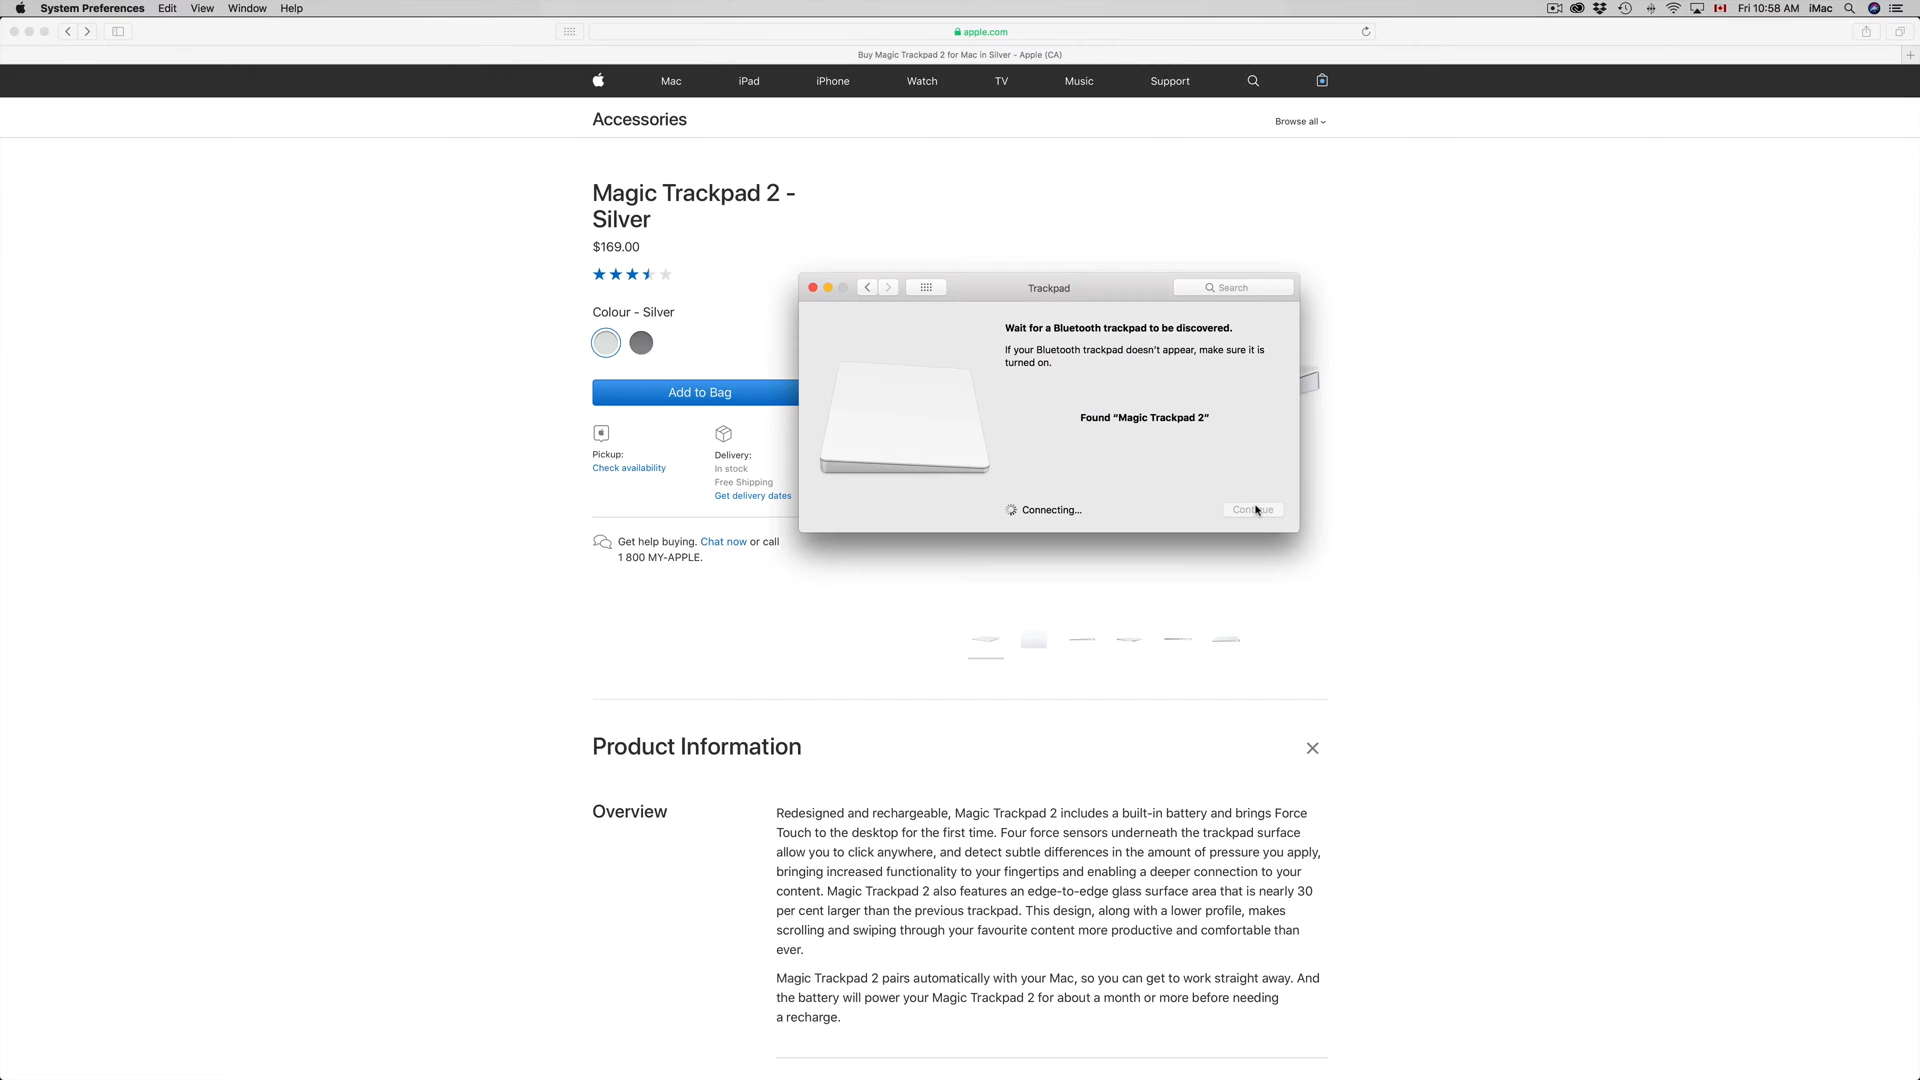 System Preferences Edit View Window Help
Fri 10:58 AM iMac
apple.com
Buy Magic Trackpad 2 for Mac in Silver - Apple (CA)
Mac iPad iPhone Watch TV Music Support
Accessories
Browse all
Magic Trackpad 2 -
Silver
$169.00
Colour - Silver
Add to Bag
Pickup:
Check availability
Delivery:
In stock
Free Shipping
Get delivery dates
Get help buying. Chat now or call
1 800 MY-APPLE.
Trackpad
Search
Wait for a Bluetooth trackpad to be discovered.
If your Bluetooth trackpad doesn't appear, make sure it is
turned on.
Found “Magic Trackpad 2”
Connecting...
Continue
Product Information
Overview
Redesigned and rechargeable, Magic Trackpad 2 includes a built-in battery and brings Force
Touch to the desktop for the first time. Four force sensors underneath the trackpad surface
allow you to click anywhere, and detect subtle differences in the amount of pressure you apply,
bringing increased functionality to your fingertips and enabling a deeper connection to your
content. Magic Trackpad 2 also features an edge-to-edge glass surface area that is nearly 30
per cent larger than the previous trackpad. This design, along with a lower profile, makes
scrolling and swiping through your favourite content more productive and comfortable than
ever.
Magic Trackpad 2 pairs automatically with your Mac, so you can get to work straight away. And
the battery will power your Magic Trackpad 2 for about a month or more before needing
a recharge.